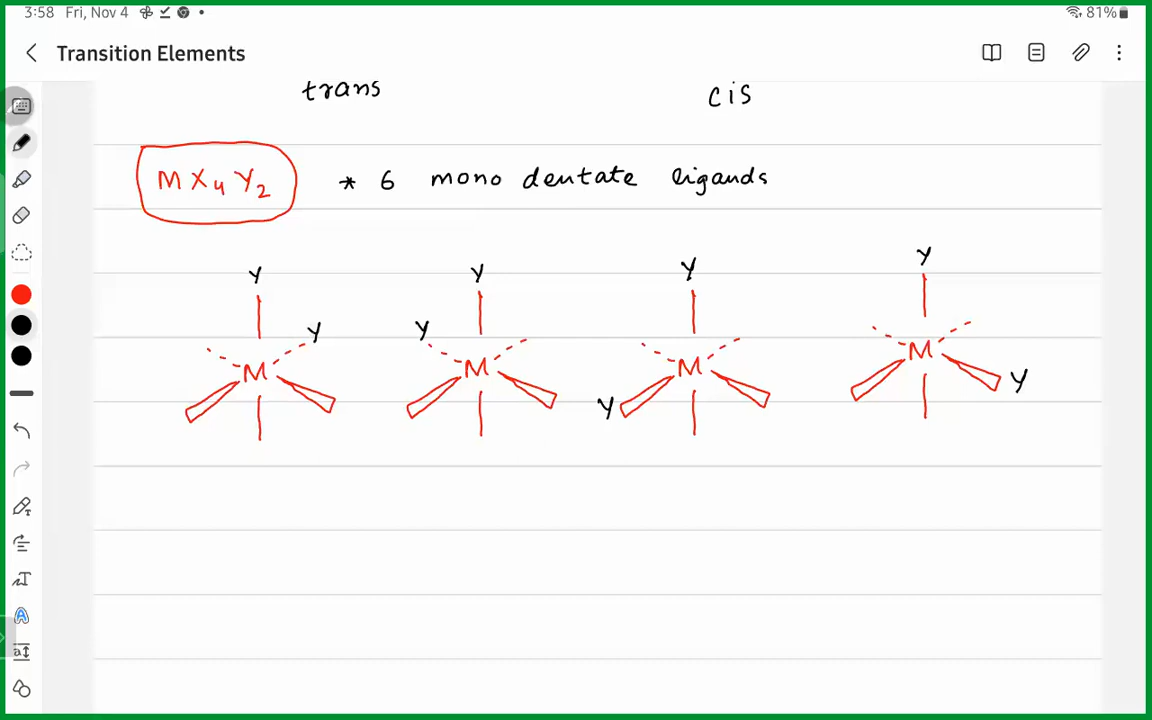 3:58 Fri, Nov 4 81%
Transition Elements
trans cis
MX₄Y₂ * 6 mono dentate ligands
Y Y Y Y
Y Y
M M M M
Y Y